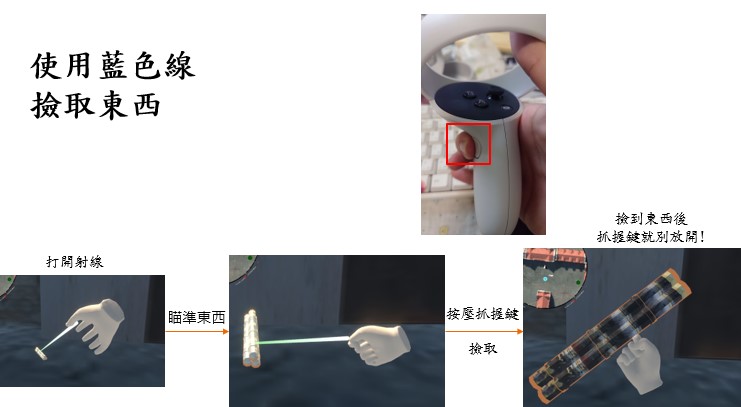 使用藍色線
撿取東西
撿到東西後
抓握鍵就別放開!
打開射線
瞄準東西
按壓抓握鍵
撿取